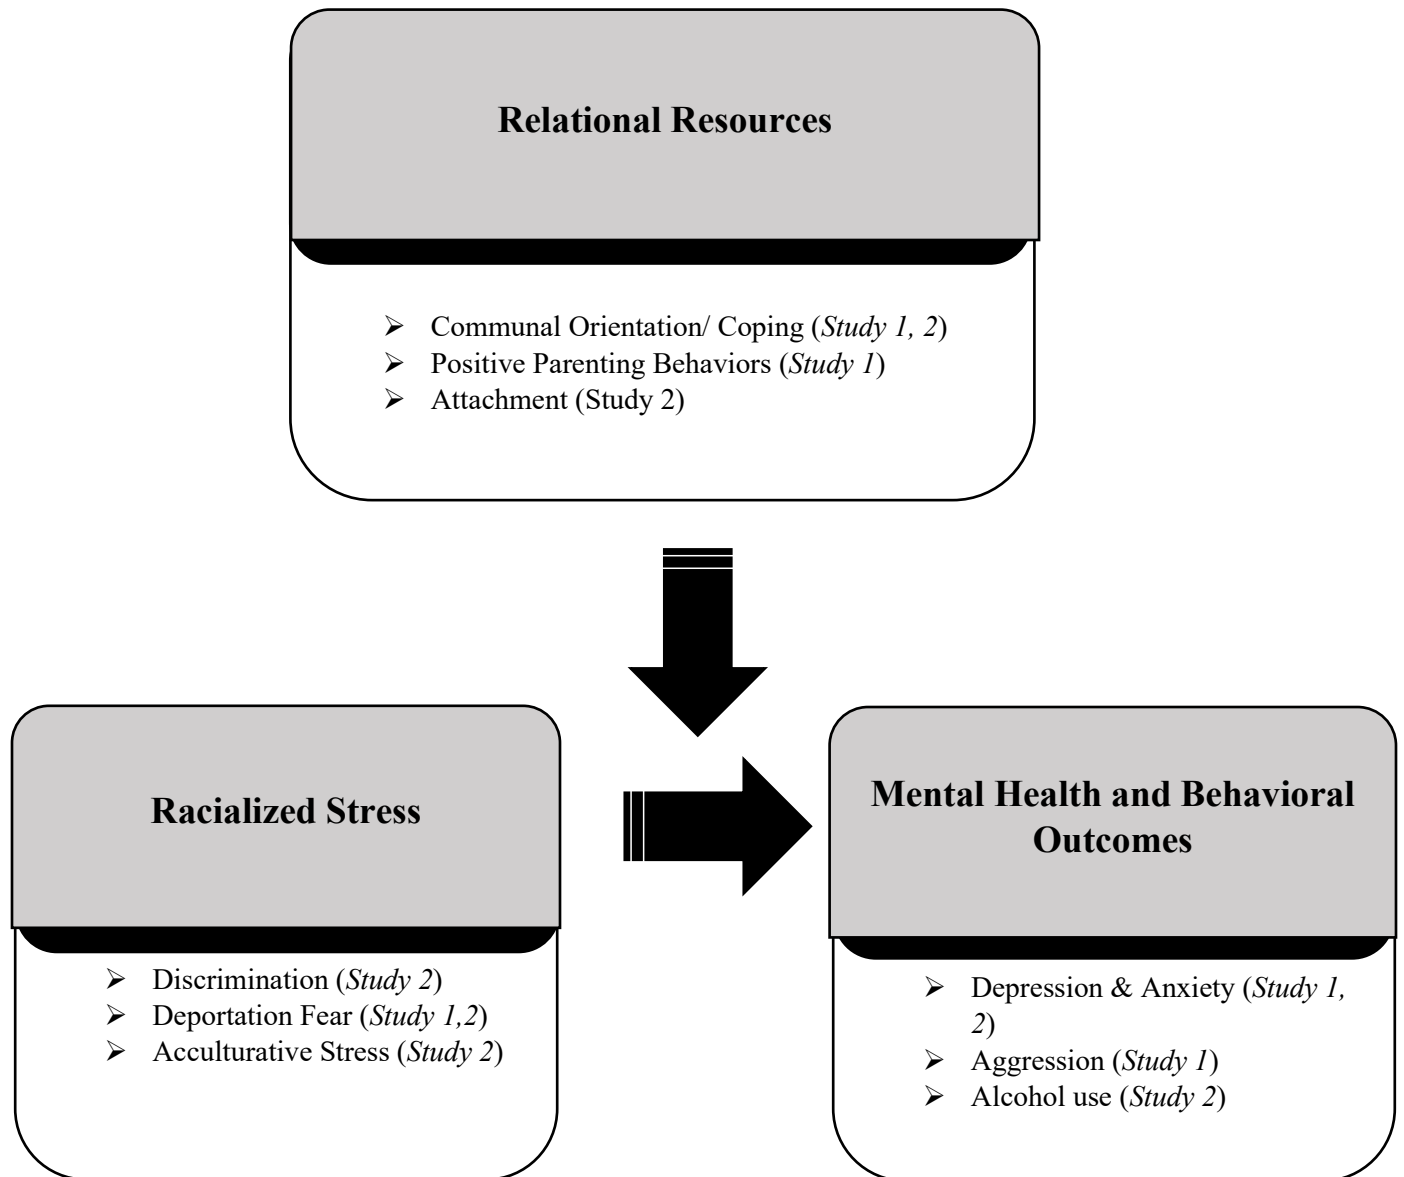 Relational Resources
➢ Communal Orientation/ Coping (Study 1, 2)
➢ Positive Parenting Behaviors (Study 1)
➢ Attachment (Study 2)
Racialized Stress
➢ Discrimination (Study 2)
➢ Deportation Fear (Study 1,2)
➢ Acculturative Stress (Study 2)
Mental Health and Behavioral
Outcomes
➢ Depression & Anxiety (Study 1,
2)
➢ Aggression (Study 1)
➢ Alcohol use (Study 2)